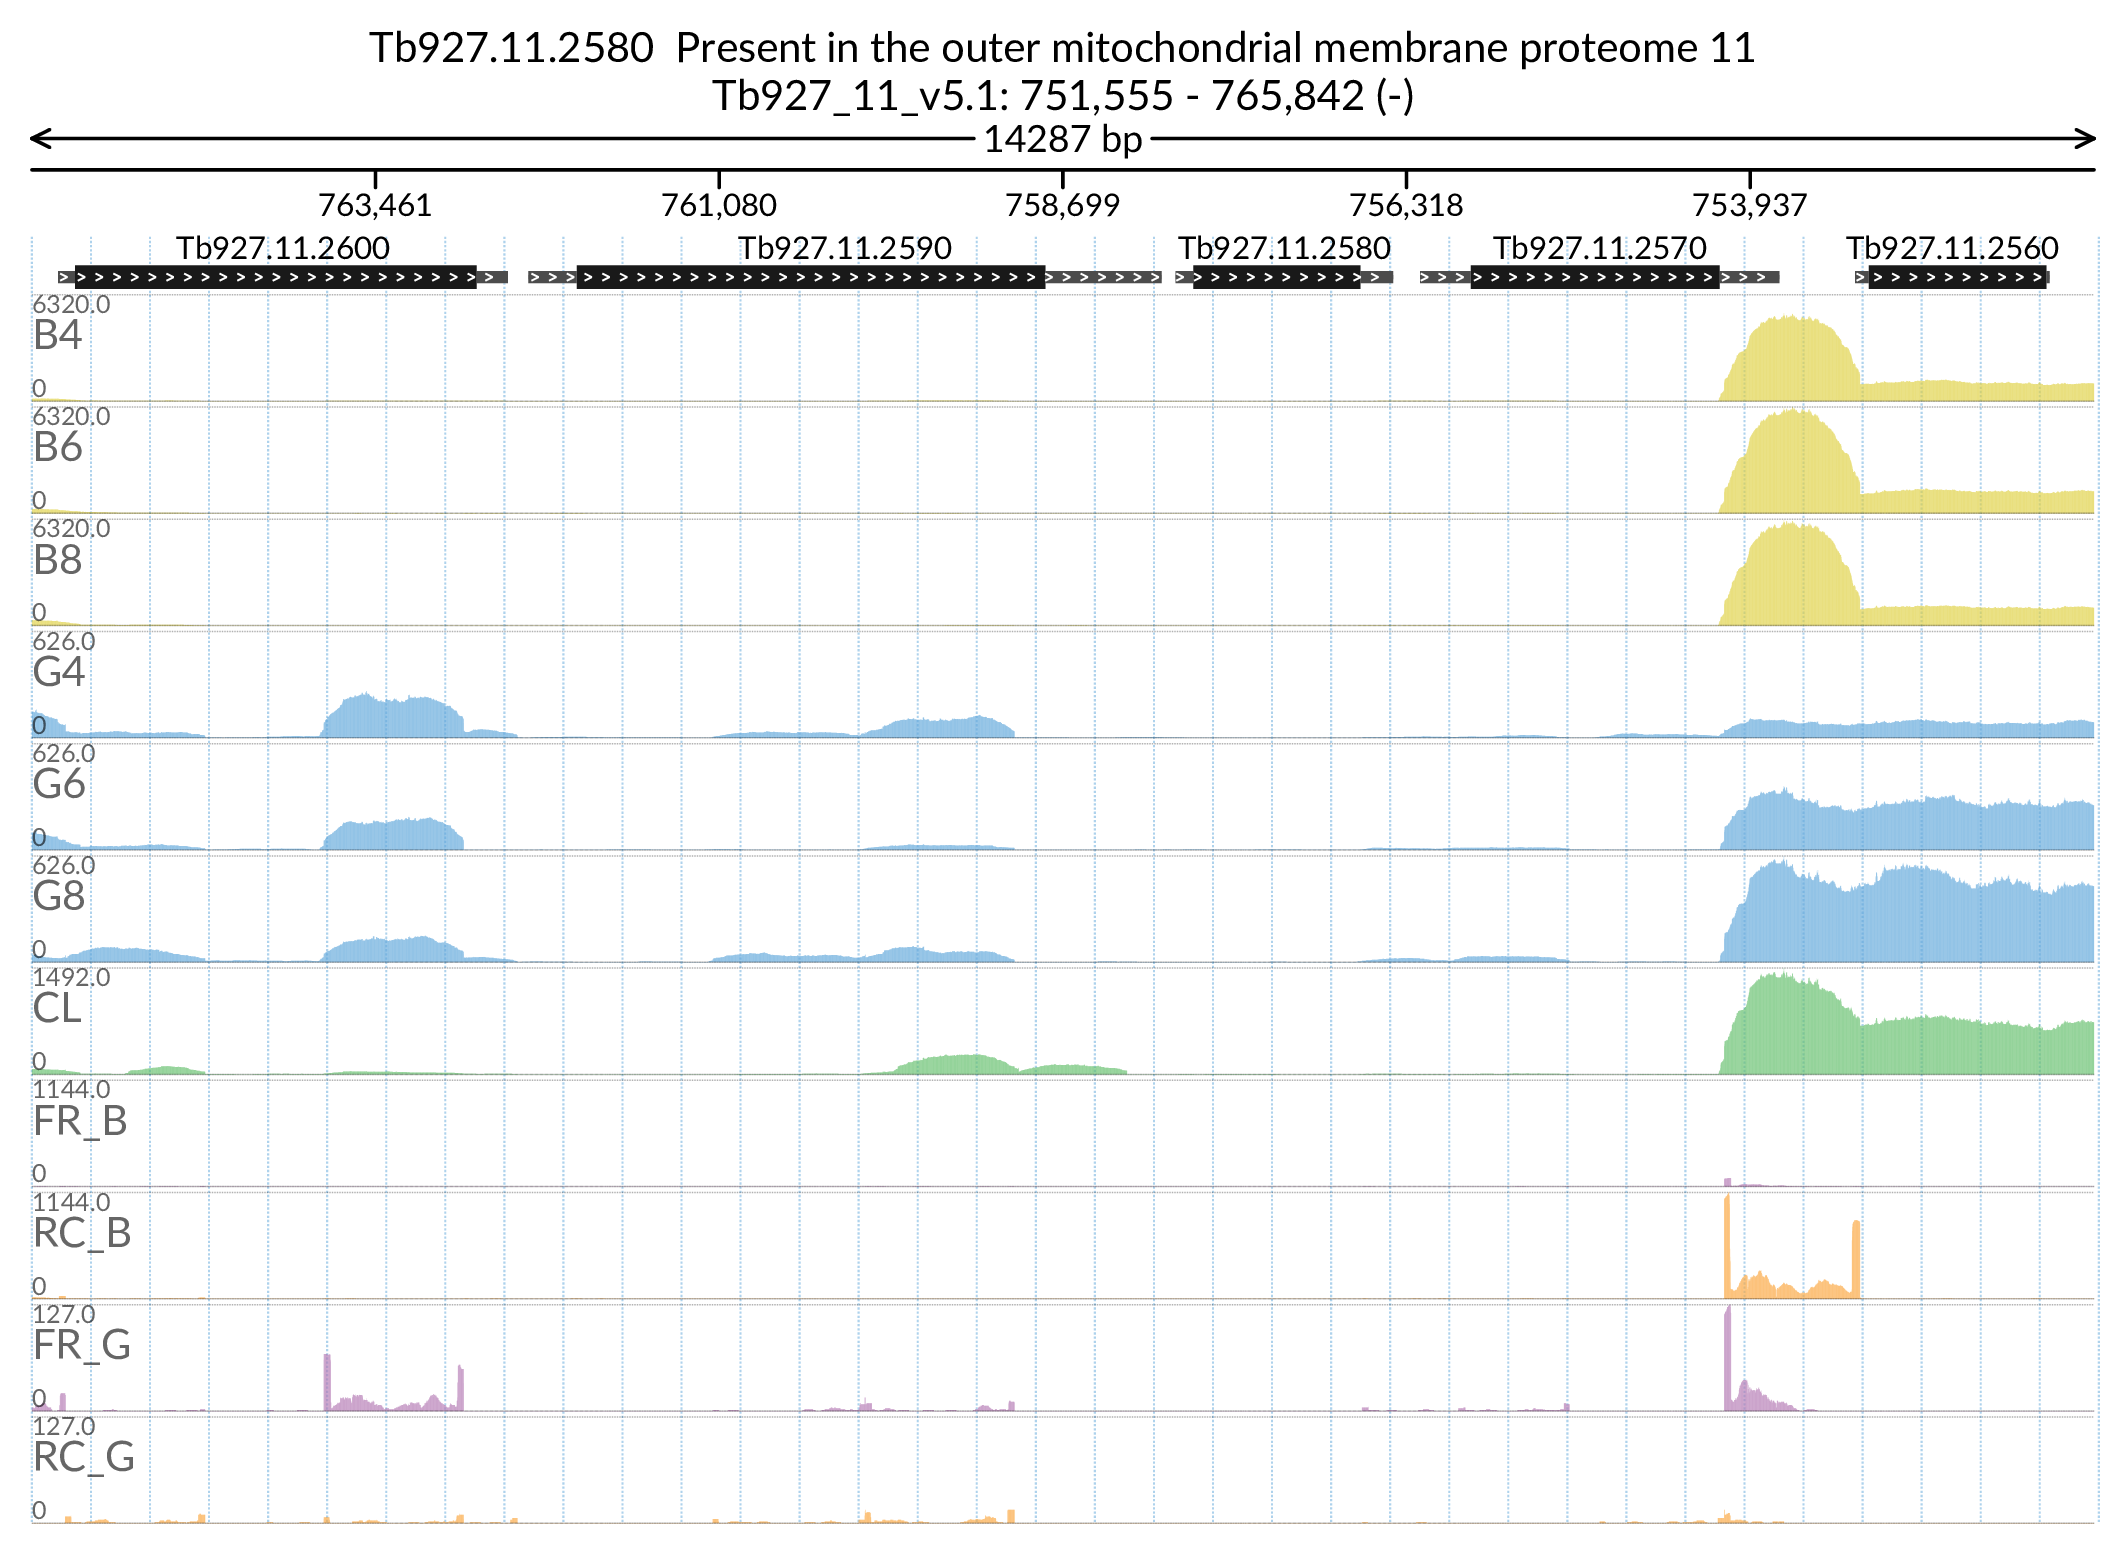 Tb927.11.2580  Present in the outer mitochondrial membrane proteome 11
Tb927_11_v5.1: 751,555 - 765,842 (-)
14287 bp
763,461 761,080 758,699 756,318 753,937
Tb927.11.2600 Tb927.11.2590 Tb927.11.2580 Tb927.11.2570 Tb927.11.2560
6320.0
B4
0
6320.0
B6
0
6320.0
B8
0
626.0
G4
0
626.0
G6
0
626.0
G8
0
1492.0
CL
0
1144.0
FR_B
0
1144.0
RC_B
0
127.0
FR_G
0
127.0
RC_G
0